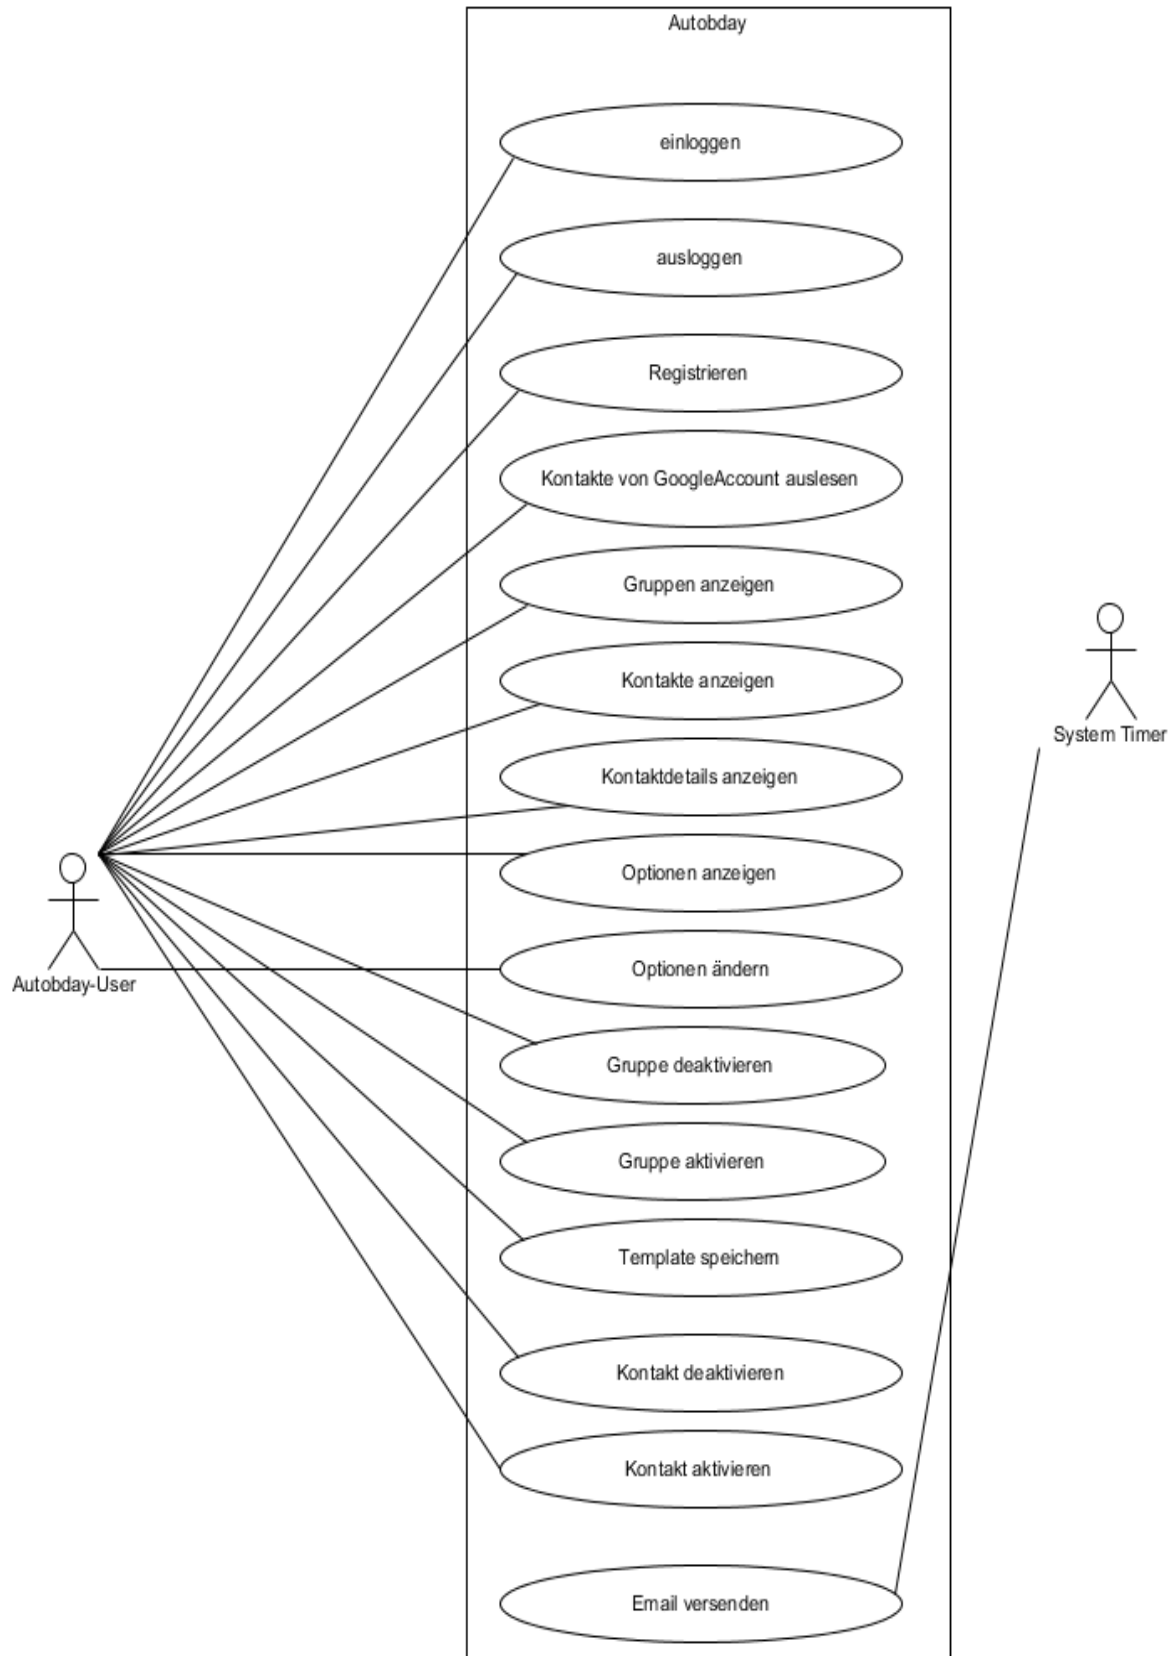 Autobday
einloggen
ausloggen
Registrieren
Kontakte von GoogleAccount auslesen
Gruppen anzeigen
Kontakte anzeigen
System Timer
Kontaktdetails anzeigen
Optionen anzeigen
Optionen ändern
Autobday-User
Gruppe deaktivieren
Gruppe aktivieren
Template speichern
Kontakt deaktivieren
Kontakt aktivieren
Email versenden